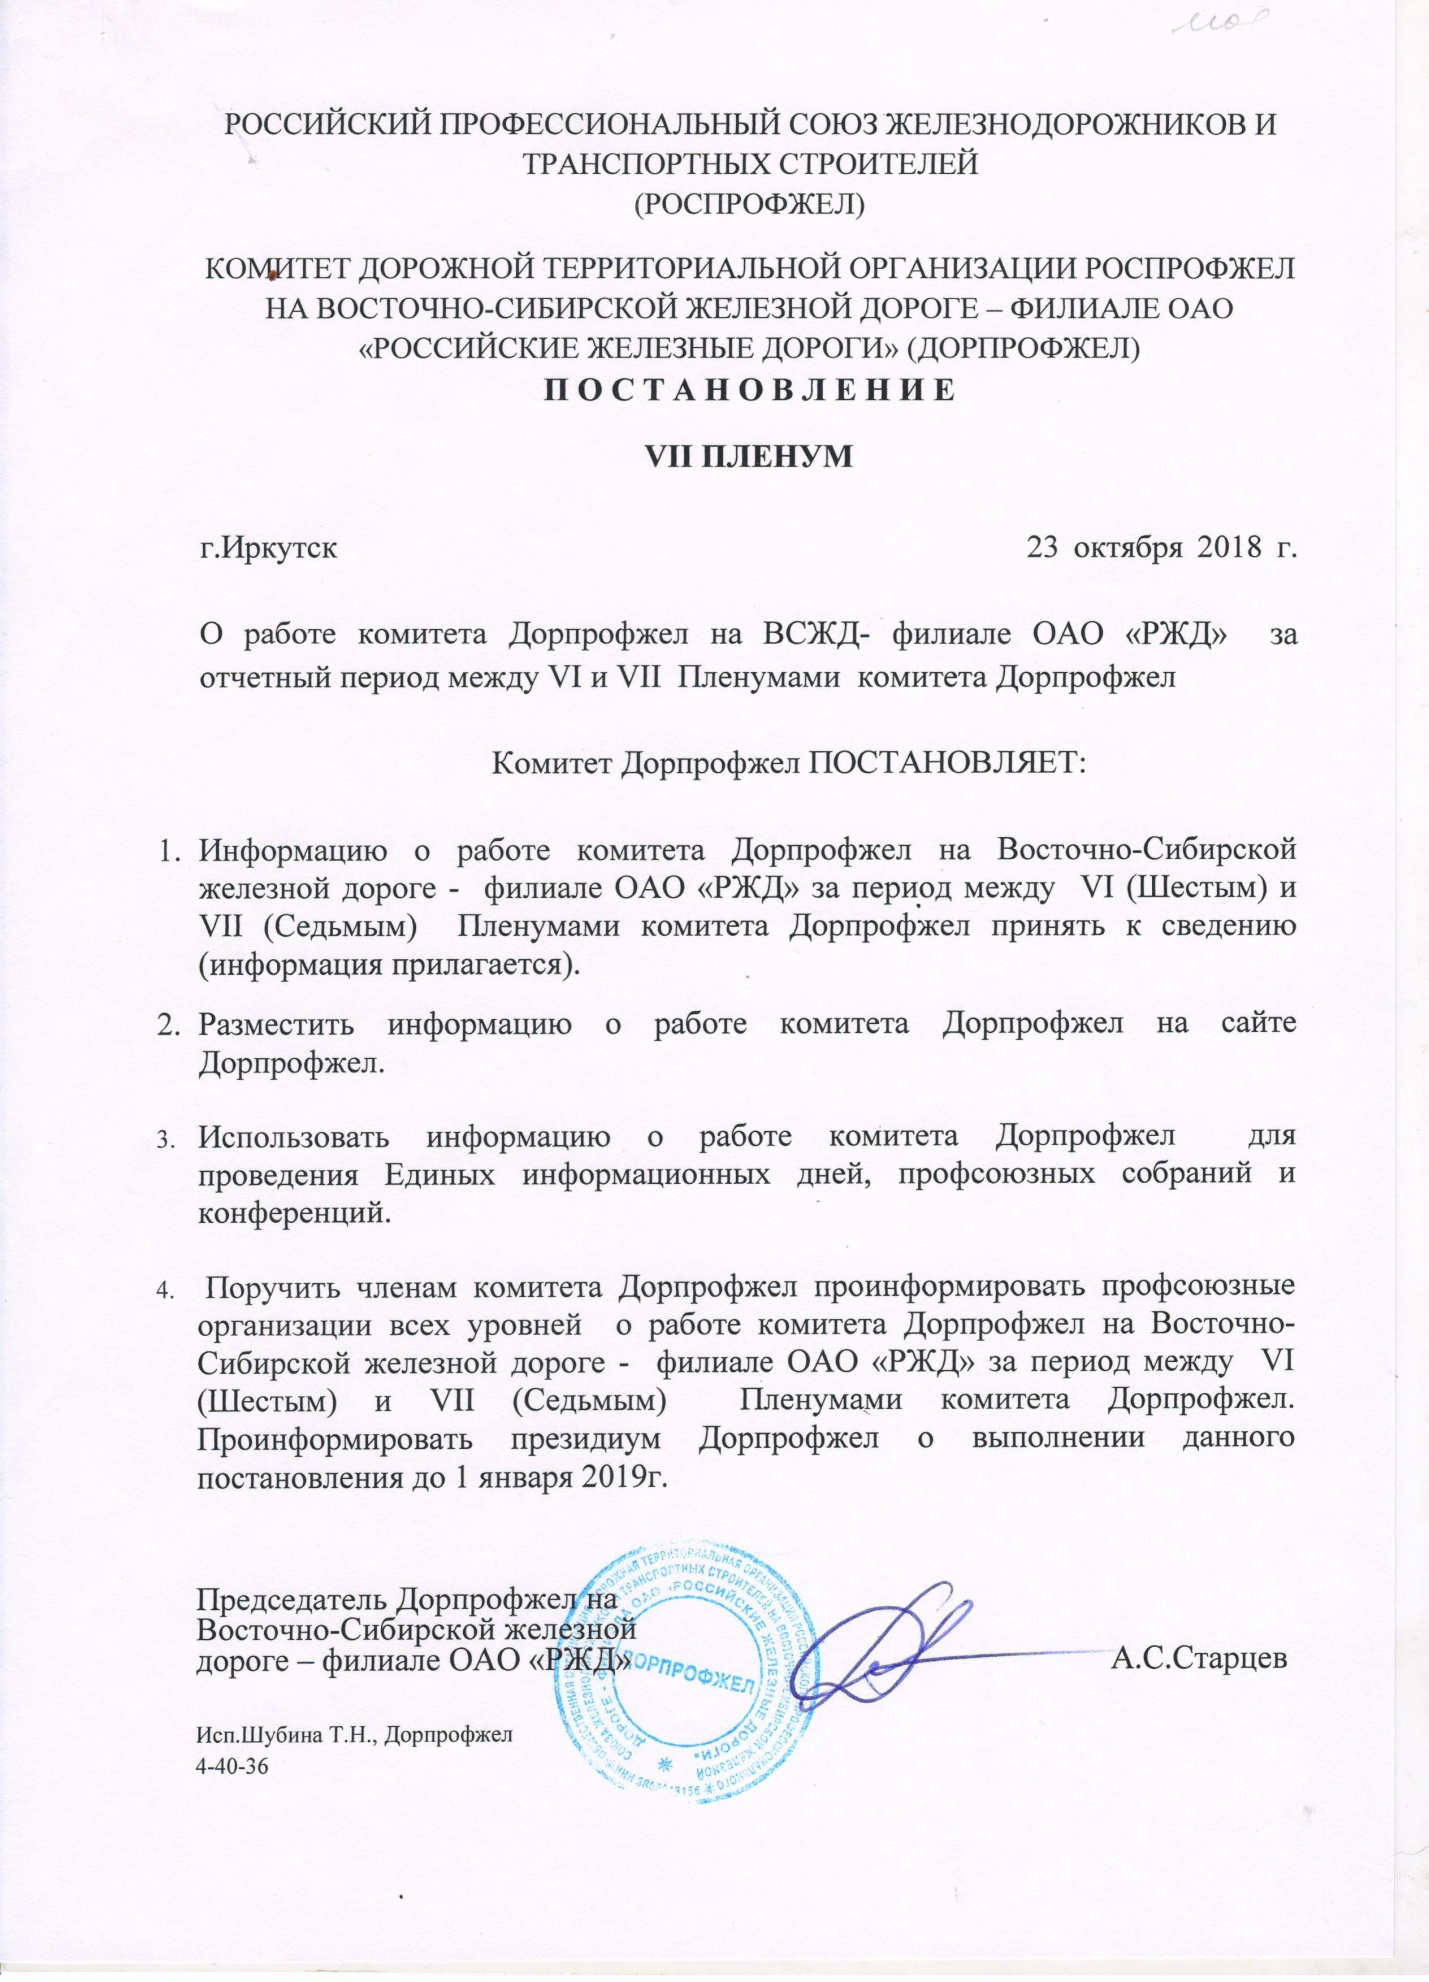 РОССИЙСКИЙ ПРОФЕССИОНАЛЬНЫЙ СОЮЗ ЖЕЛЕЗНОДОРОЖНИКОВ И
ТРАНСПОРТНЫХ СТРОИТЕЛЕЙ
(РОСПРОФЖЕЛ)
КОМИТЕТ ДОРОЖНОЙ ТЕРРИТОРИАЛЬНОЙ ОРГАНИЗАЦИИ РОСПРОФЖЕЛ
НА ВОСТОЧНО-СИБИРСКОЙ ЖЕЛЕЗНОЙ ДОРОГЕ – ФИЛИАЛЕ ОАО
«РОССИЙСКИЕ ЖЕЛЕЗНЫЕ ДОРОГИ» (ДОРПРОФЖЕЛ)
П О С Т А Н О В Л Е Н И Е
VII ПЛЕНУМ
г.Иркутск 23 октября 2018 г.
О работе комитета Дорпрофжел на ВСЖД- филиале ОАО «РЖД» за
отчетный период между VI и VII Пленумами комитета Дорпрофжел
Комитет Дорпрофжел ПОСТАНОВЛЯЕТ:
1. Информацию о работе комитета Дорпрофжел на Восточно-Сибирской
железной дороге - филиале ОАО «РЖД» за период между VI (Шестым) и
VII (Седьмым) Пленумами комитета Дорпрофжел принять к сведению
(информация прилагается).
2. Разместить информацию о работе комитета Дорпрофжел на сайте
Дорпрофжел.
3. Использовать информацию о работе комитета Дорпрофжел для
проведения Единых информационных дней, профсоюзных собраний и
конференций.
4. Поручить членам комитета Дорпрофжел проинформировать профсоюзные
организации всех уровней о работе комитета Дорпрофжел на Восточно-
Сибирской железной дороге - филиале ОАО «РЖД» за период между VI
(Шестым) и VII (Седьмым) Пленумами комитета Дорпрофжел.
Проинформировать президиум Дорпрофжел о выполнении данного
постановления до 1 января 2019г.
Председатель Дорпрофжел на
Восточно-Сибирской железной
дороге – филиале ОАО «РЖД» А.С.Старцев
ДОРПРОФЖЕЛ
Исп.Шубина Т.Н., Дорпрофжел
4-40-36